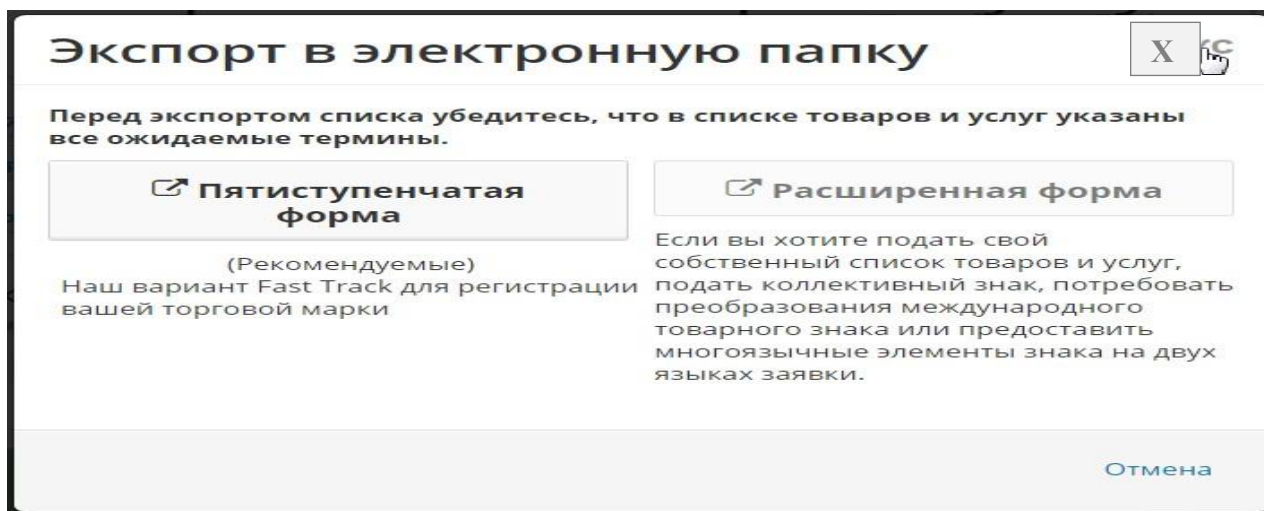 Экспорт в электронную папку
X
Перед экспортом списка убедитесь, что в списке товаров и услуг указаны
все ожидаемые термины.
Пятиступенчатая
форма
(Рекомендуемые)
Наш вариант Fast Track для регистрации
вашей торговой марки
Расширенная форма
Если вы хотите подать свой
собственный список товаров и услуг,
подать коллективный знак, потребовать
преобразования международного
товарного знака или предоставить
многоязычные элементы знака на двух
языках заявки.
Отмена